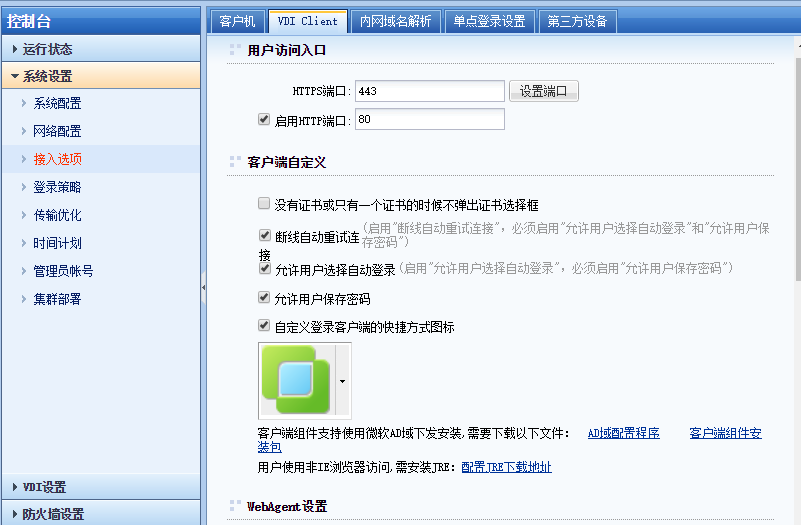 控制台
运行状态
系统设置
系统配置
网络配置
接入选项
登录策略
传输优化
时间计划
管理员帐号
集群部署
VDI设置
防火墙设置
客户机 VDI Client 内网域名解析 单点登录设置 第三方设备
用户访问入口
HTTPS端口: 443 设置端口
启用HTTP端口: 80
客户端自定义
没有证书或只有一个证书的时候不弹出证书选择框
断线自动重试连接
(启用"断线自动重试连接", 必须启用"允许用户选择自动登录"和"允许用户保
存密码")
允许用户选择自动登录 (启用"允许用户选择自动登录", 必须启用"允许用户保存密码")
允许用户保存密码
自定义登录客户端的快捷方式图标
客户端组件支持使用微软AD域下发安装,需要下载以下文件: AD域配置程序 客户端组件安
装包
用户使用非IE浏览器访问,需安装JRE: 配置JRE下载地址
WebAgent设置